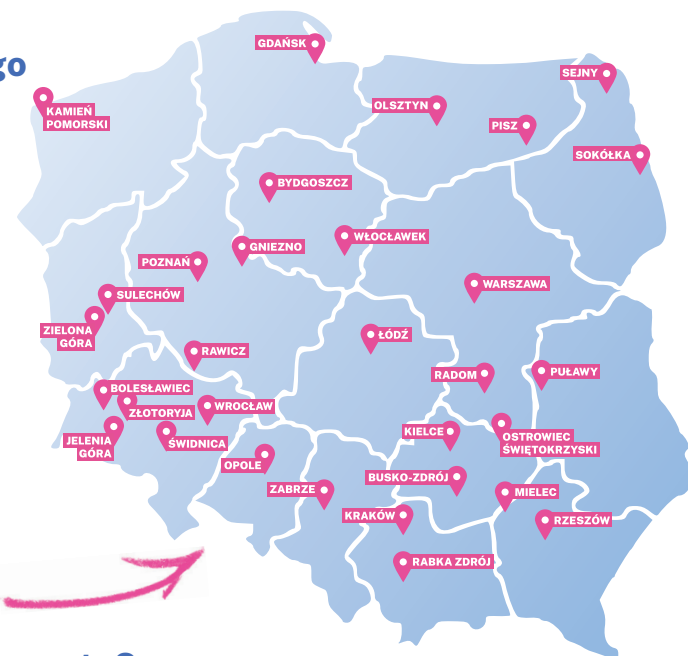 GDAŃSK
go
SEJNY
KAMIEŃ
POMORSKI
OLSZTYN
PISZ
SOKÓŁKA
BYDGOSZCZ
WŁOCŁAWEK
GNIEZNO
POZNAŃ
WARSZAWA
SULECHÓW
ZIELONA
GÓRA
ŁÓDŹ
RAWICZ
RADOM
PUŁAWY
BOLESŁAWIEC
ZŁOTORYJA
WROCŁAW
JELENIA
GÓRA
ŚWIDNICA
KIELCE
OSTROWIEC
ŚWIĘTOKRZYSKI
OPOLE
BUSKO-ZDRÓJ
ZABRZE
MIELEC
KRAKÓW
RZESZÓW
RABKA ZDRÓJ